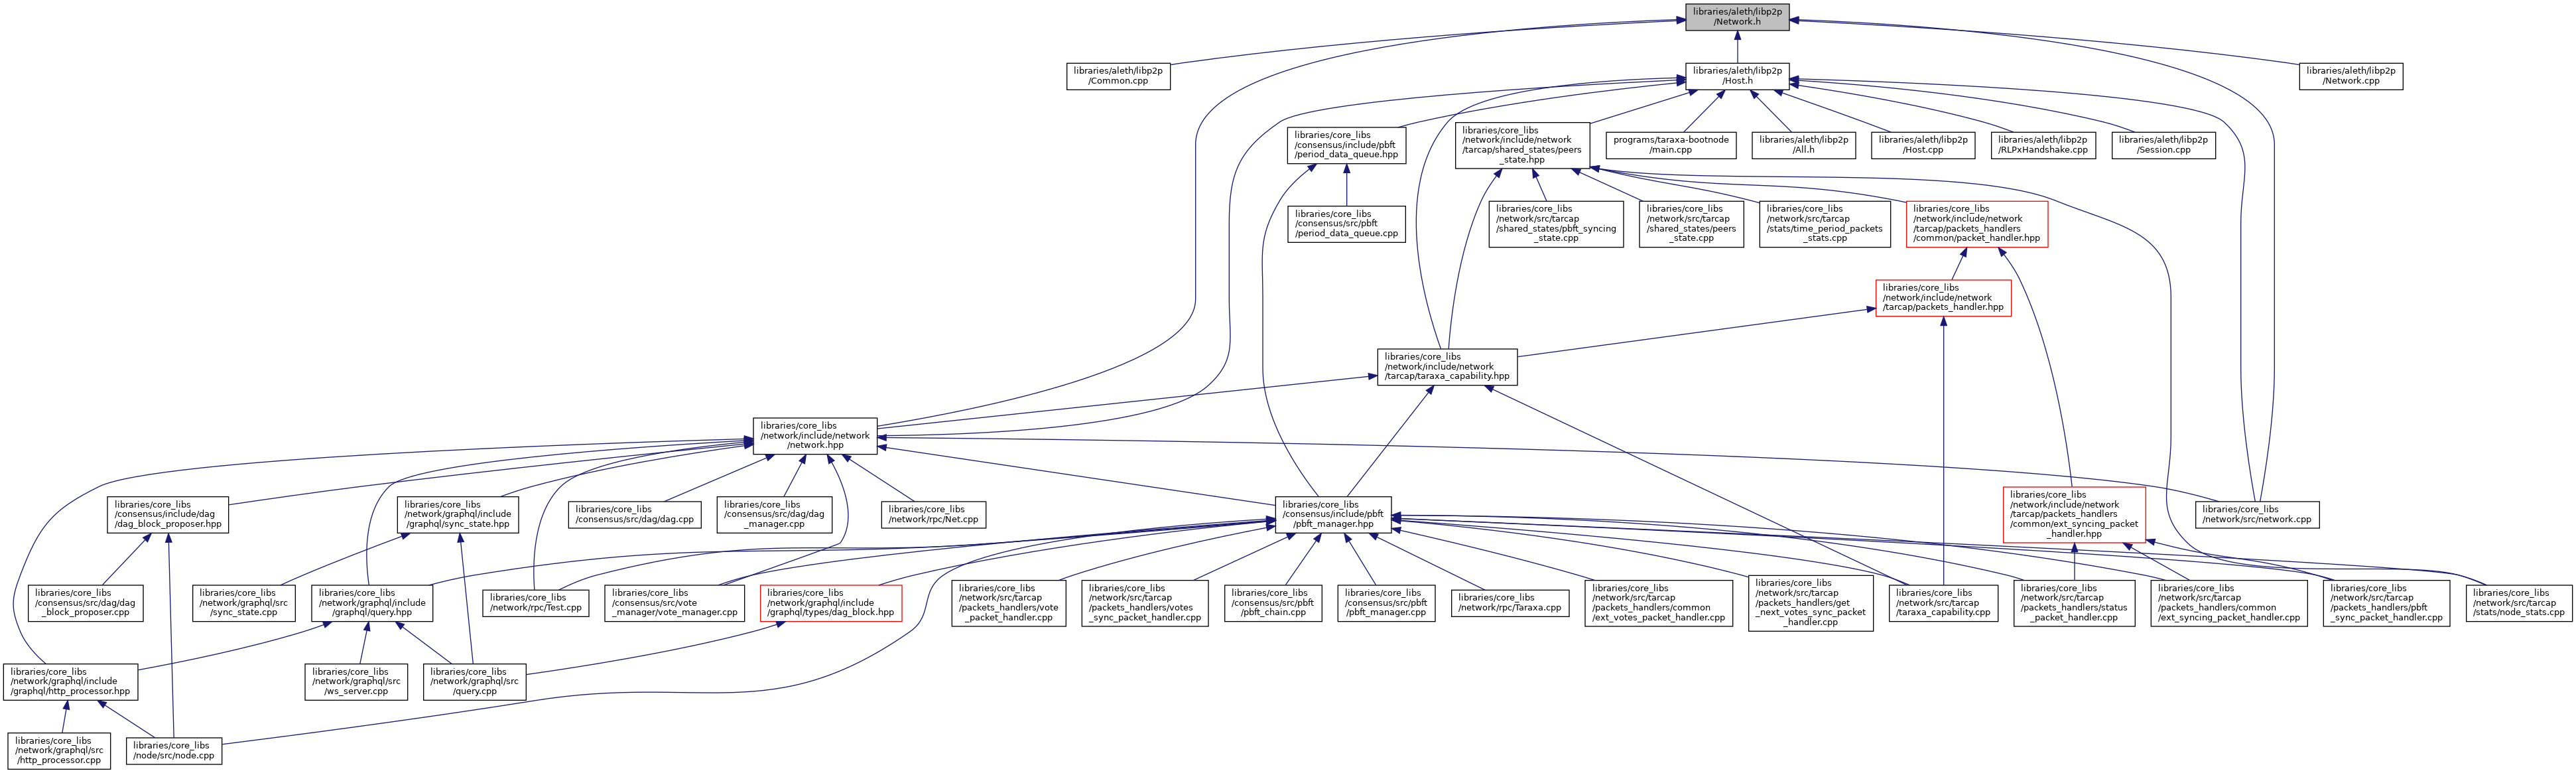 libraries/aleth/libp2p
/Network.h
libraries/aleth/libp2p
/Common.cpp
libraries/aleth/libp2p
/Host.h
libraries/aleth/libp2p
/Network.cpp
libraries/core_libs
/consensus/include/pbft
/period_data_queue.hpp
libraries/core_libs
/network/include/network
/tarcap/shared_states/peers
_state.hpp
programs/taraxa-bootnode
/main.cpp
libraries/aleth/libp2p
/All.h
libraries/aleth/libp2p
/Host.cpp
libraries/aleth/libp2p
/RLPxHandshake.cpp
libraries/aleth/libp2p
/Session.cpp
libraries/core_libs
/consensus/src/pbft
/period_data_queue.cpp
libraries/core_libs
/network/src/tarcap
/shared_states/pbft_syncing
_state.cpp
libraries/core_libs
/network/src/tarcap
/shared_states/peers
_state.cpp
libraries/core_libs
/network/src/tarcap
/stats/time_period_packets
_stats.cpp
libraries/core_libs
/network/include/network
/tarcap/packets_handlers
/common/packet_handler.hpp
libraries/core_libs
/network/include/network
/tarcap/packets_handler.hpp
libraries/core_libs
/network/include/network
/tarcap/taraxa_capability.hpp
libraries/core_libs
/network/include/network
/network.hpp
libraries/core_libs
/consensus/include/dag
/dag_block_proposer.hpp
libraries/core_libs
/network/graphql/include
/graphql/sync_state.hpp
libraries/core_libs
/consensus/src/dag/dag.cpp
libraries/core_libs
/consensus/src/dag/dag
_manager.cpp
libraries/core_libs
/network/rpc/Net.cpp
libraries/core_libs
/consensus/include/pbft
/pbft_manager.hpp
libraries/core_libs
/network/include/network
/tarcap/packets_handlers
/common/ext_syncing_packet
_handler.hpp
libraries/core_libs
/network/src/network.cpp
libraries/core_libs
/consensus/src/dag/dag
_block_proposer.cpp
libraries/core_libs
/network/graphql/src
/sync_state.cpp
libraries/core_libs
/network/graphql/include
/graphql/query.hpp
libraries/core_libs
/network/rpc/Test.cpp
libraries/core_libs
/consensus/src/vote
_manager/vote_manager.cpp
libraries/core_libs
/network/graphql/include
/graphql/types/dag_block.hpp
libraries/core_libs
/network/src/tarcap
/packets_handlers/vote
_packet_handler.cpp
libraries/core_libs
/network/src/tarcap
/packets_handlers/votes
_sync_packet_handler.cpp
libraries/core_libs
/consensus/src/pbft
/pbft_chain.cpp
libraries/core_libs
/consensus/src/pbft
/pbft_manager.cpp
libraries/core_libs
/network/rpc/Taraxa.cpp
libraries/core_libs
/network/src/tarcap
/packets_handlers/common
/ext_votes_packet_handler.cpp
libraries/core_libs
/network/src/tarcap
/packets_handlers/get
_next_votes_sync_packet
_handler.cpp
libraries/core_libs
/network/src/tarcap
/taraxa_capability.cpp
libraries/core_libs
/network/src/tarcap
/packets_handlers/status
_packet_handler.cpp
libraries/core_libs
/network/src/tarcap
/packets_handlers/common
/ext_syncing_packet_handler.cpp
libraries/core_libs
/network/src/tarcap
/packets_handlers/pbft
_sync_packet_handler.cpp
libraries/core_libs
/network/src/tarcap
/stats/node_stats.cpp
libraries/core_libs
/network/graphql/include
/graphql/http_processor.hpp
libraries/core_libs
/network/graphql/src
/ws_server.cpp
libraries/core_libs
/network/graphql/src
/query.cpp
libraries/core_libs
/network/graphql/src
/http_processor.cpp
libraries/core_libs
/node/src/node.cpp